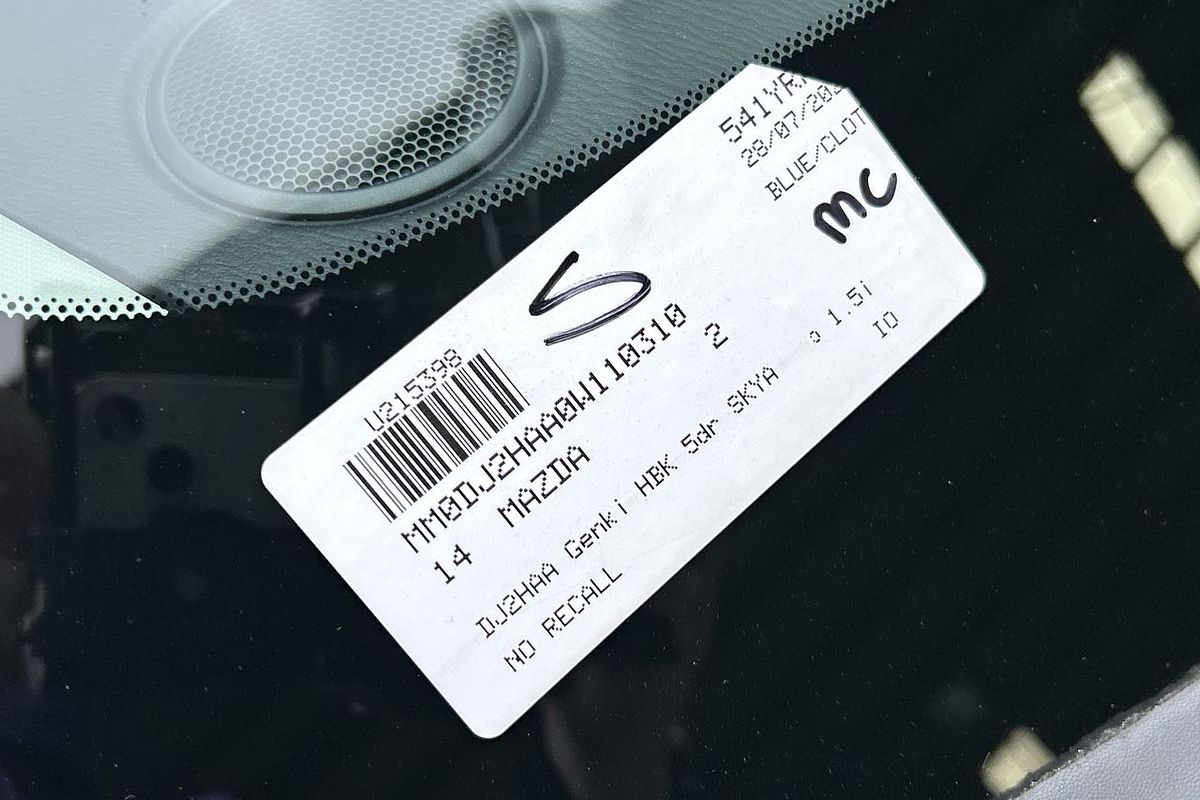 541YR
28/07/20
BLUE/CLOT
MC
S
U215398
MM0DJ2HAA0W110310
14 MAZDA 2
DJ2HAA Genki HBK 5dr SKYA o 1.5i
NO RECALL IO